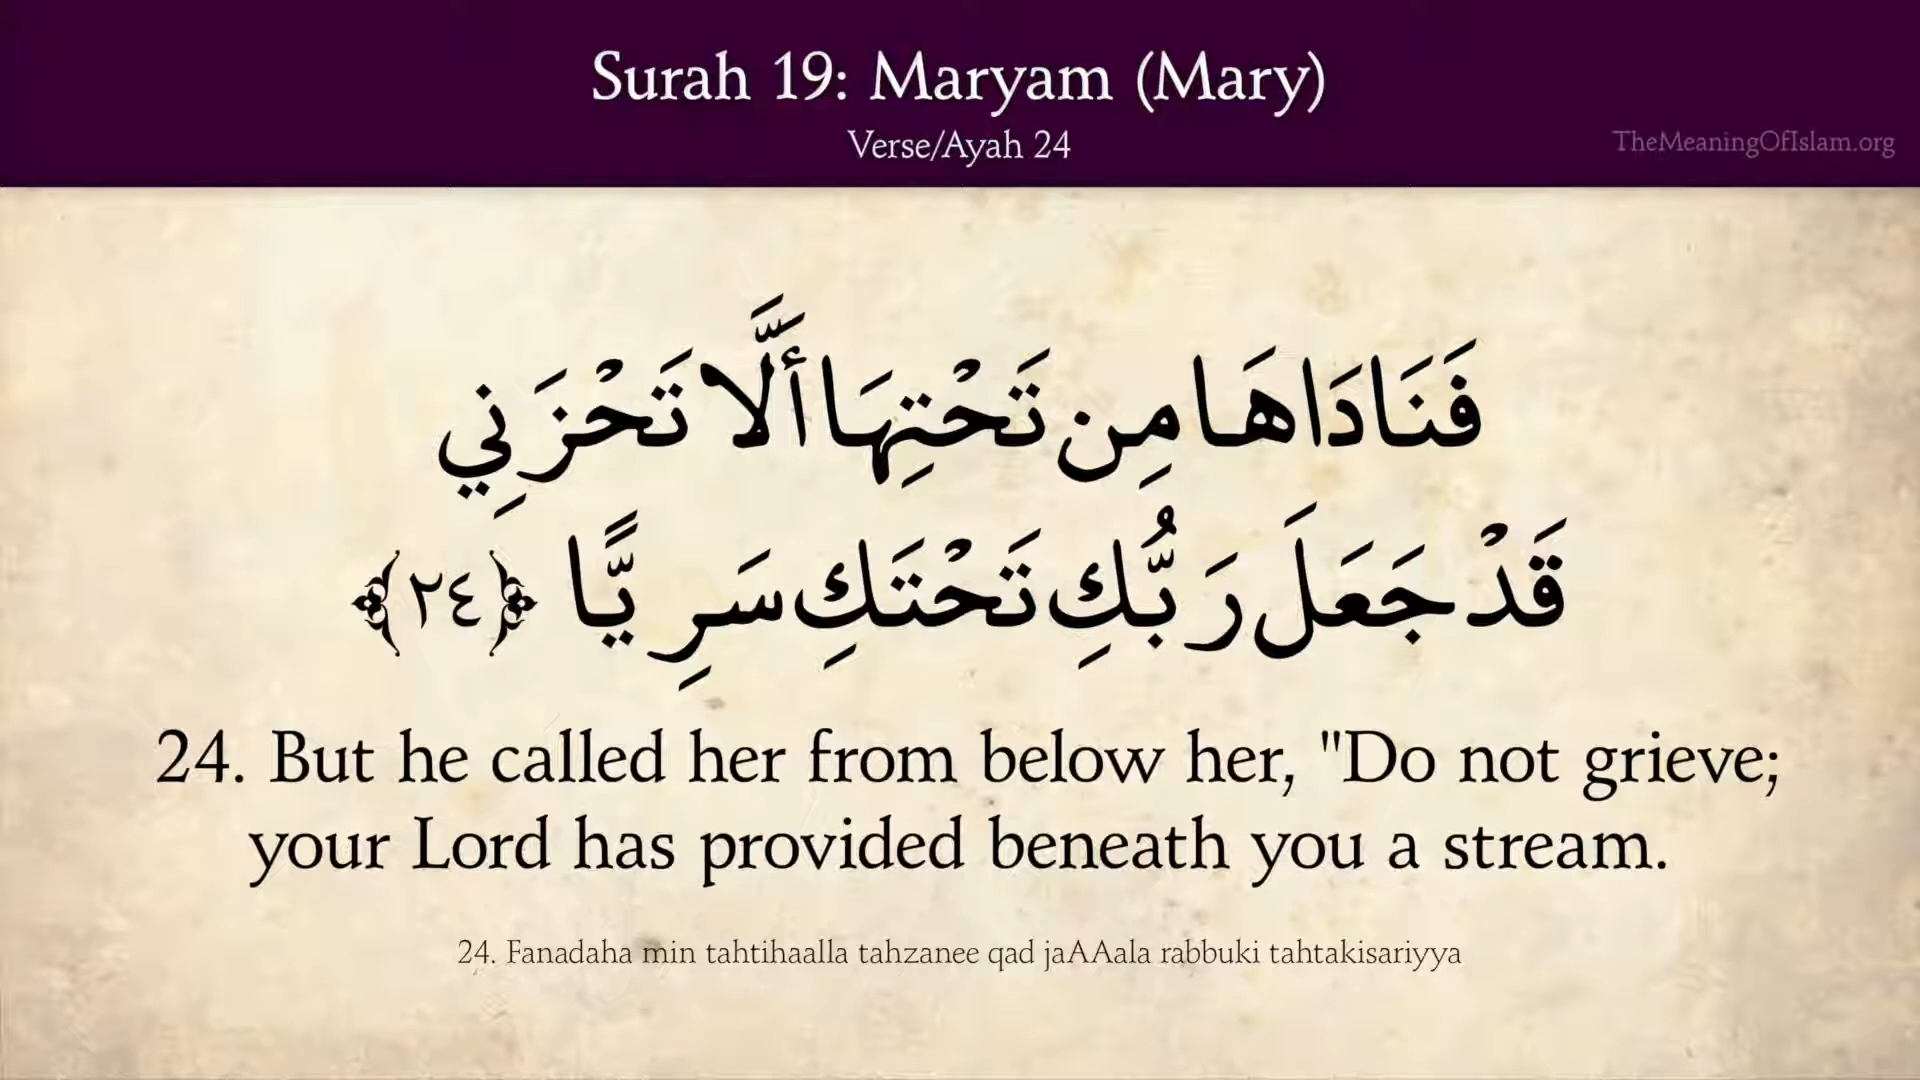 Surah 19: Maryam (Mary)
Verse/Ayah 24
TheMeaningOfIslam.org
فَنَادَاهَا مِن تَحْتِهَا أَلَّا تَحْزَنِي
قَدْ جَعَلَ رَبُّكِ تَحْتَكِ سَرِيًّا ﴿٢٤﴾
24. But he called her from below her, "Do not grieve;
your Lord has provided beneath you a stream.
24. Fanadaha min tahtihaalla tahzanee qad jaAAala rabbuki tahtakisariyya